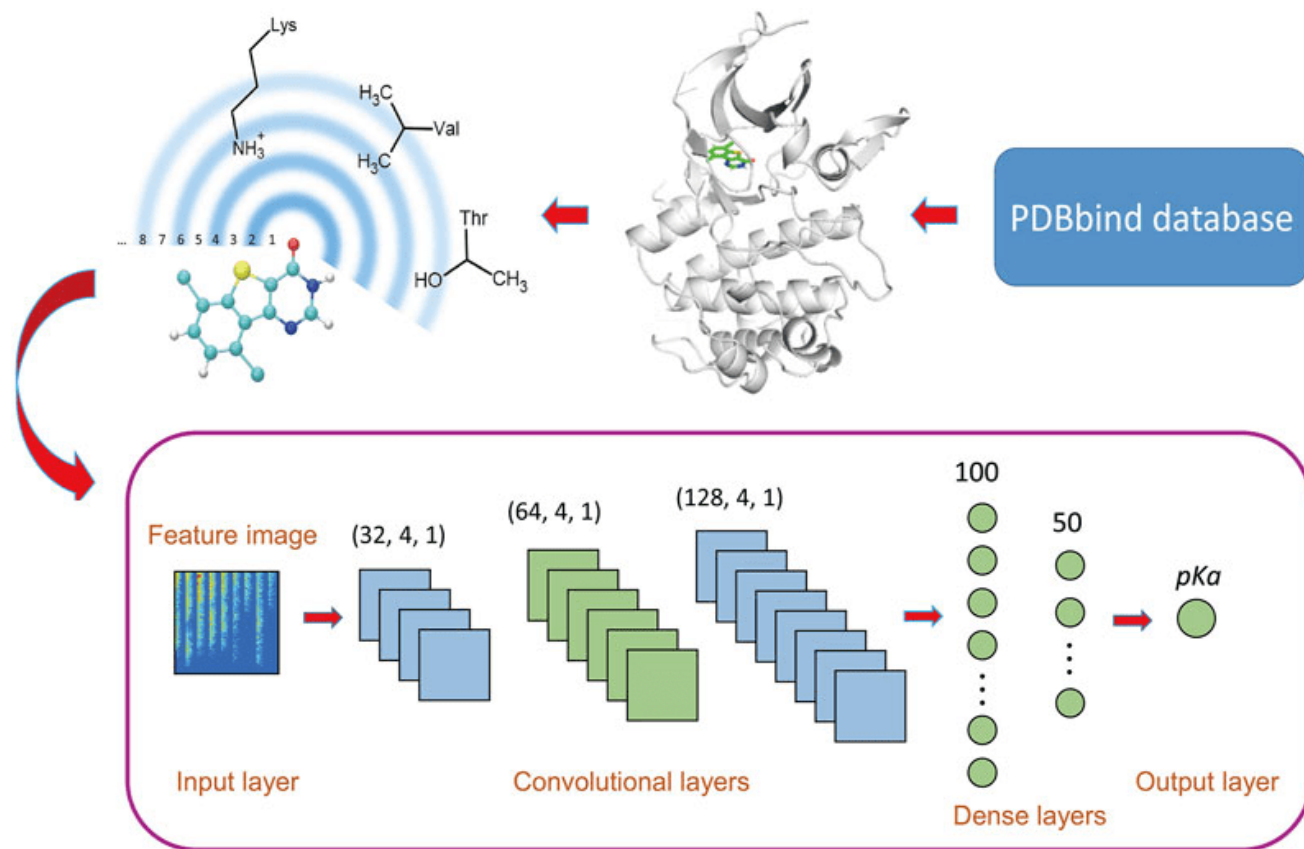 Lys
H₃C
Val
H₃C
NH₃⁺
Thr
HO
CH₃
... 8 7 6 5 4 3 2 1
PDBbind database
Feature image
(32, 4, 1)
(64, 4, 1)
(128, 4, 1)
100
50
pKa
Input layer
Convolutional layers
Dense layers
Output layer